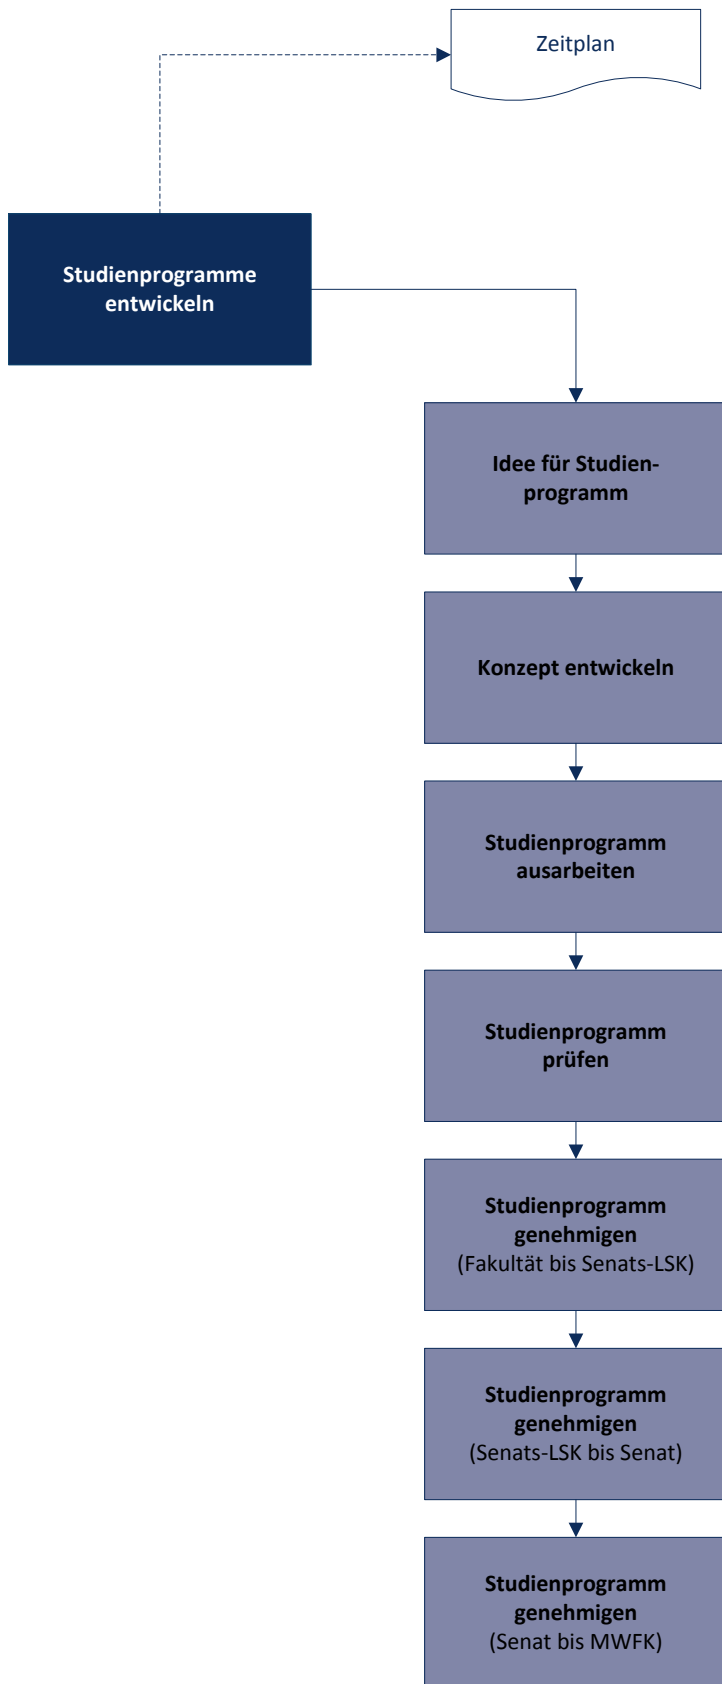 Zeitplan
Studienprogramme
entwickeln
Idee für Studien-
programm
Konzept entwickeln
Studienprogramm
ausarbeiten
Studienprogramm
prüfen
Studienprogramm
genehmigen
(Fakultät bis Senats-LSK)
Studienprogramm
genehmigen
(Senats-LSK bis Senat)
Studienprogramm
genehmigen
(Senat bis MWFK)